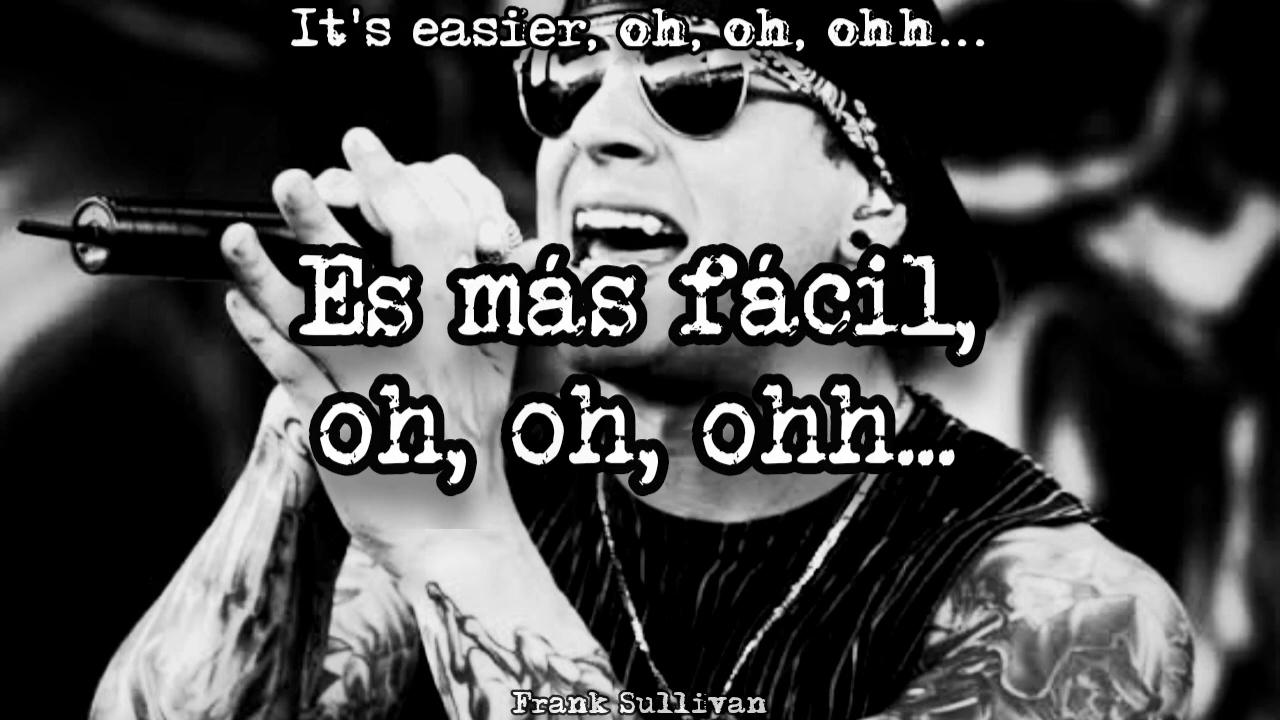 It's easier, oh, oh, ohh...
Es más fácil,
oh, oh, ohh...
Frank Sullivan